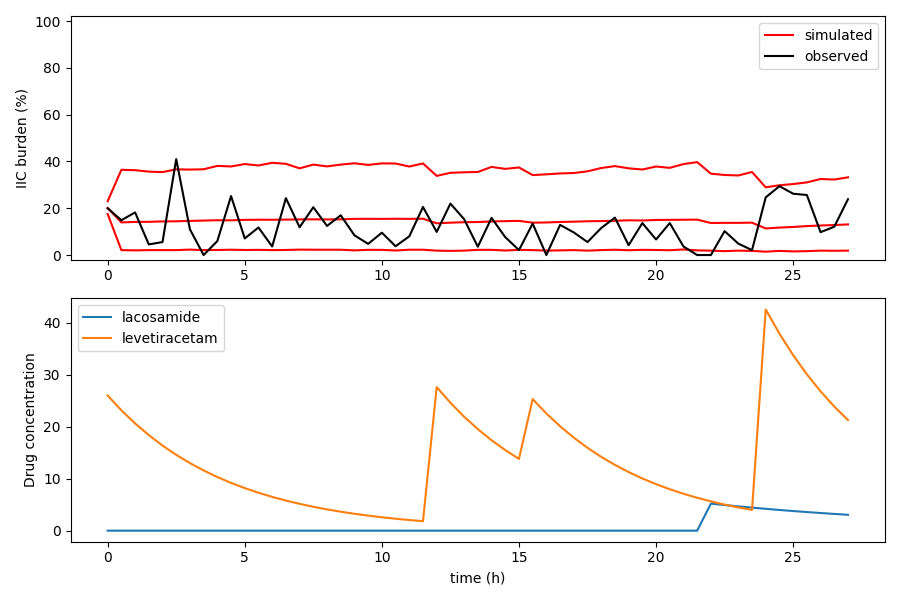 100
80
60
40
20
0
IIC burden (%)
simulated
observed
0 5 10 15 20 25
40
30
20
10
0
Drug concentration
lacosamide
levetiracetam
0 5 10 15 20 25
time (h)